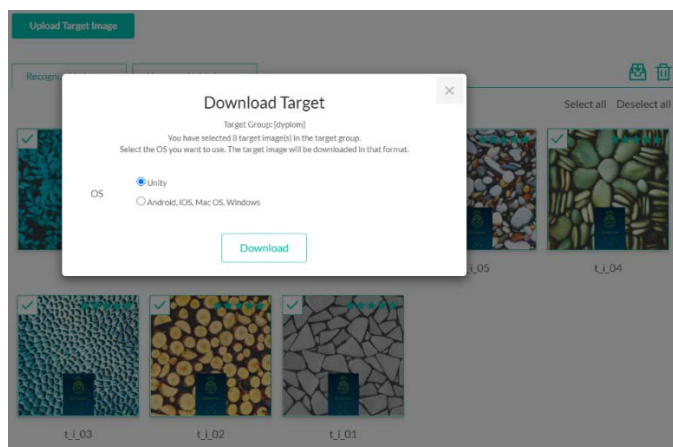 Upload Target Image
Select all Deselect all
Download Target
Target Group: [dyplom]
You have selected 8 target image(s) in the target group.
Select the OS you want to use. The target image will be downloaded in that format.
OS
Unity
Android, iOS, Mac OS, Windows
Download
t_i_04
t_i_03
t_i_02
t_i_01